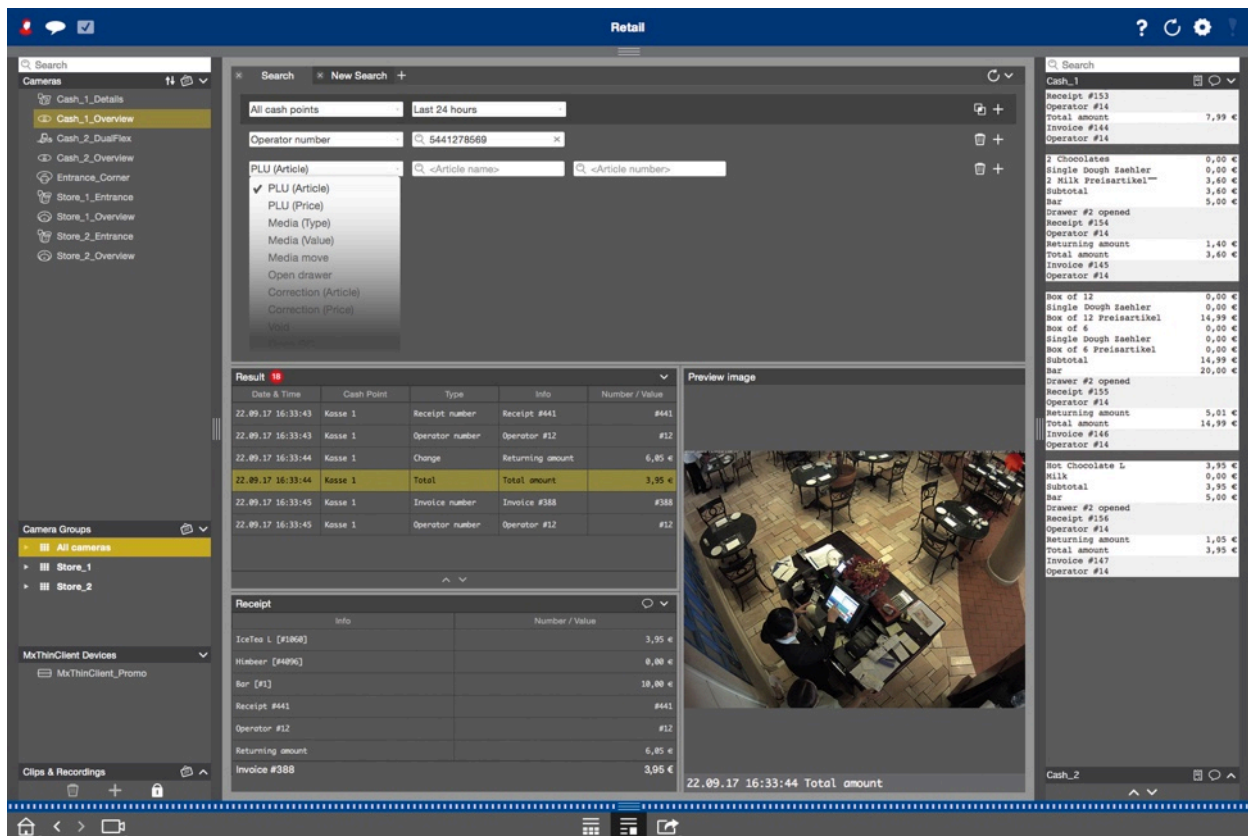 Retail
?
Search
Cameras
Cash_1_Details
Cash_1_Overview
Cash_2_DualFlex
Cash_2_Overview
Entrance_Corner
Store_1_Entrance
Store_1_Overview
Store_2_Entrance
Store_2_Overview
Camera Groups
All cameras
Store_1
Store_2
MxThinClient Devices
MxThinClient_Promo
Clips & Recordings
Search New Search
All cash points Last 24 hours
Operator number 5441278569
PLU (Article) <Article name> <Article number>
PLU (Article)
PLU (Price)
Media (Type)
Media (Value)
Media move
Open drawer
Correction (Article)
Correction (Price)
Void
Result 18
Date & Time Cash Point Type Info Number / Value
22.09.17 16:33:43 Kasse 1 Receipt number Receipt #441 #441
22.09.17 16:33:43 Kasse 1 Operator number Operator #12 #12
22.09.17 16:33:44 Kasse 1 Change Returning amount 6,05 €
22.09.17 16:33:44 Kasse 1 Total Total amount 3,95 €
22.09.17 16:33:45 Kasse 1 Invoice number Invoice #388 #388
22.09.17 16:33:45 Kasse 1 Operator number Operator #12 #12
Receipt
Info Number / Value
IceTea L [#1060] 3,95 €
Himbeer [#4096] 0,00 €
Bar [#1] 10,00 €
Receipt #441 #441
Operator #12 #12
Returning amount 6,05 €
Invoice #388 3,95 €
Preview image
22.09.17 16:33:44 Total amount
Search
Cash_1
Receipt #153
Operator #14
Total amount 7,99 €
Invoice #144
Operator #14
2 Chocolates 0,00 €
Single Dough Zaehler 0,00 €
2 Milk Preisartikel 3,60 €
Subtotal 3,60 €
Bar 5,00 €
Drawer #2 opened
Receipt #154
Operator #14
Returning amount 1,40 €
Total amount 3,60 €
Invoice #145
Operator #14
Box of 12 0,00 €
Single Dough Zaehler 0,00 €
Box of 12 Preisartikel 14,99 €
Box of 6 0,00 €
Single Dough Zaehler 0,00 €
Box of 6 Preisartikel 0,00 €
Subtotal 14,99 €
Bar 20,00 €
Drawer #2 opened
Receipt #155
Operator #14
Returning amount 5,01 €
Total amount 14,99 €
Invoice #146
Operator #14
Hot Chocolate L 3,95 €
Milk 0,00 €
Subtotal 3,95 €
Bar 5,00 €
Drawer #2 opened
Receipt #156
Operator #14
Returning amount 1,05 €
Total amount 3,95 €
Invoice #147
Operator #14
Cash_2